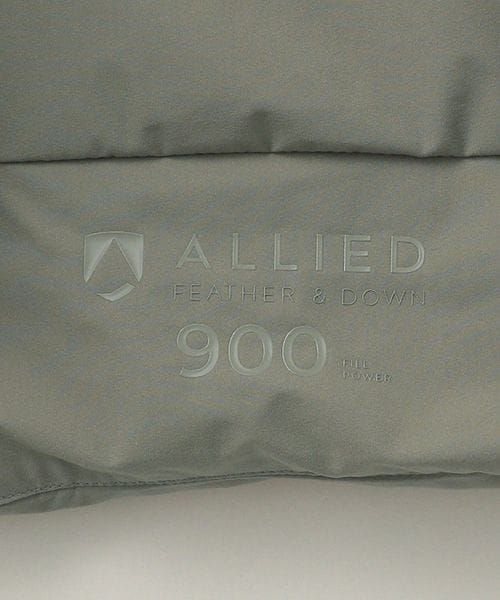 ALLIED
FEATHER & DOWN
900
FILL
POWER